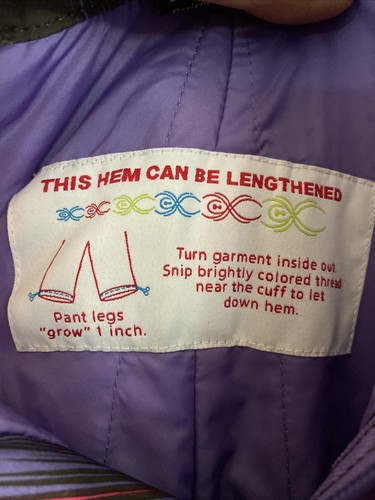 THIS HEM CAN BE LENGTHENED
Turn garment inside out.
Snip brightly colored thread
near the cuff to let
down hem.
Pant legs
"grow" 1 inch.